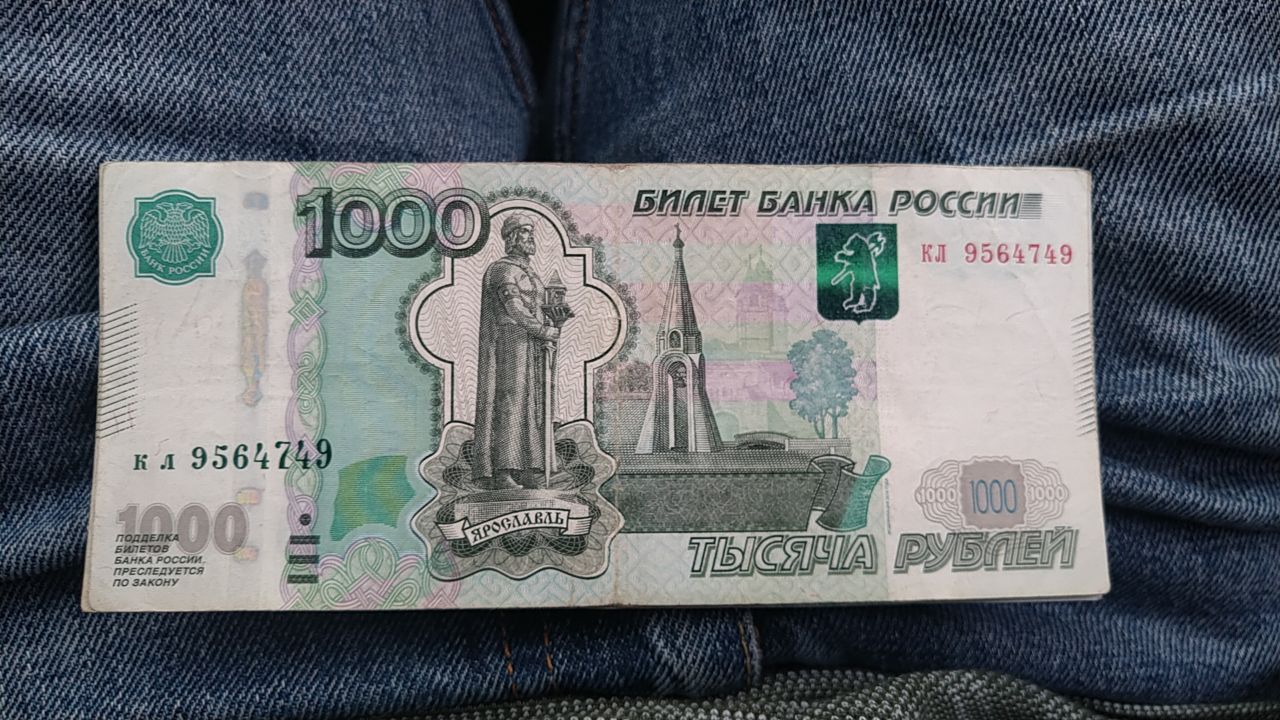 БАНК РОССИИ
1000
БИЛЕТ БАНКА РОССИИ
кл 9564749
кл 9564749
1000
ПОДДЕЛКА
БИЛЕТОВ
БАНКА РОССИИ
ПРЕСЛЕДУЕТСЯ
ПО ЗАКОНУ
ЯРОСЛАВЛЬ
1000 1000 1000
ТЫСЯЧА РУБЛЕЙ